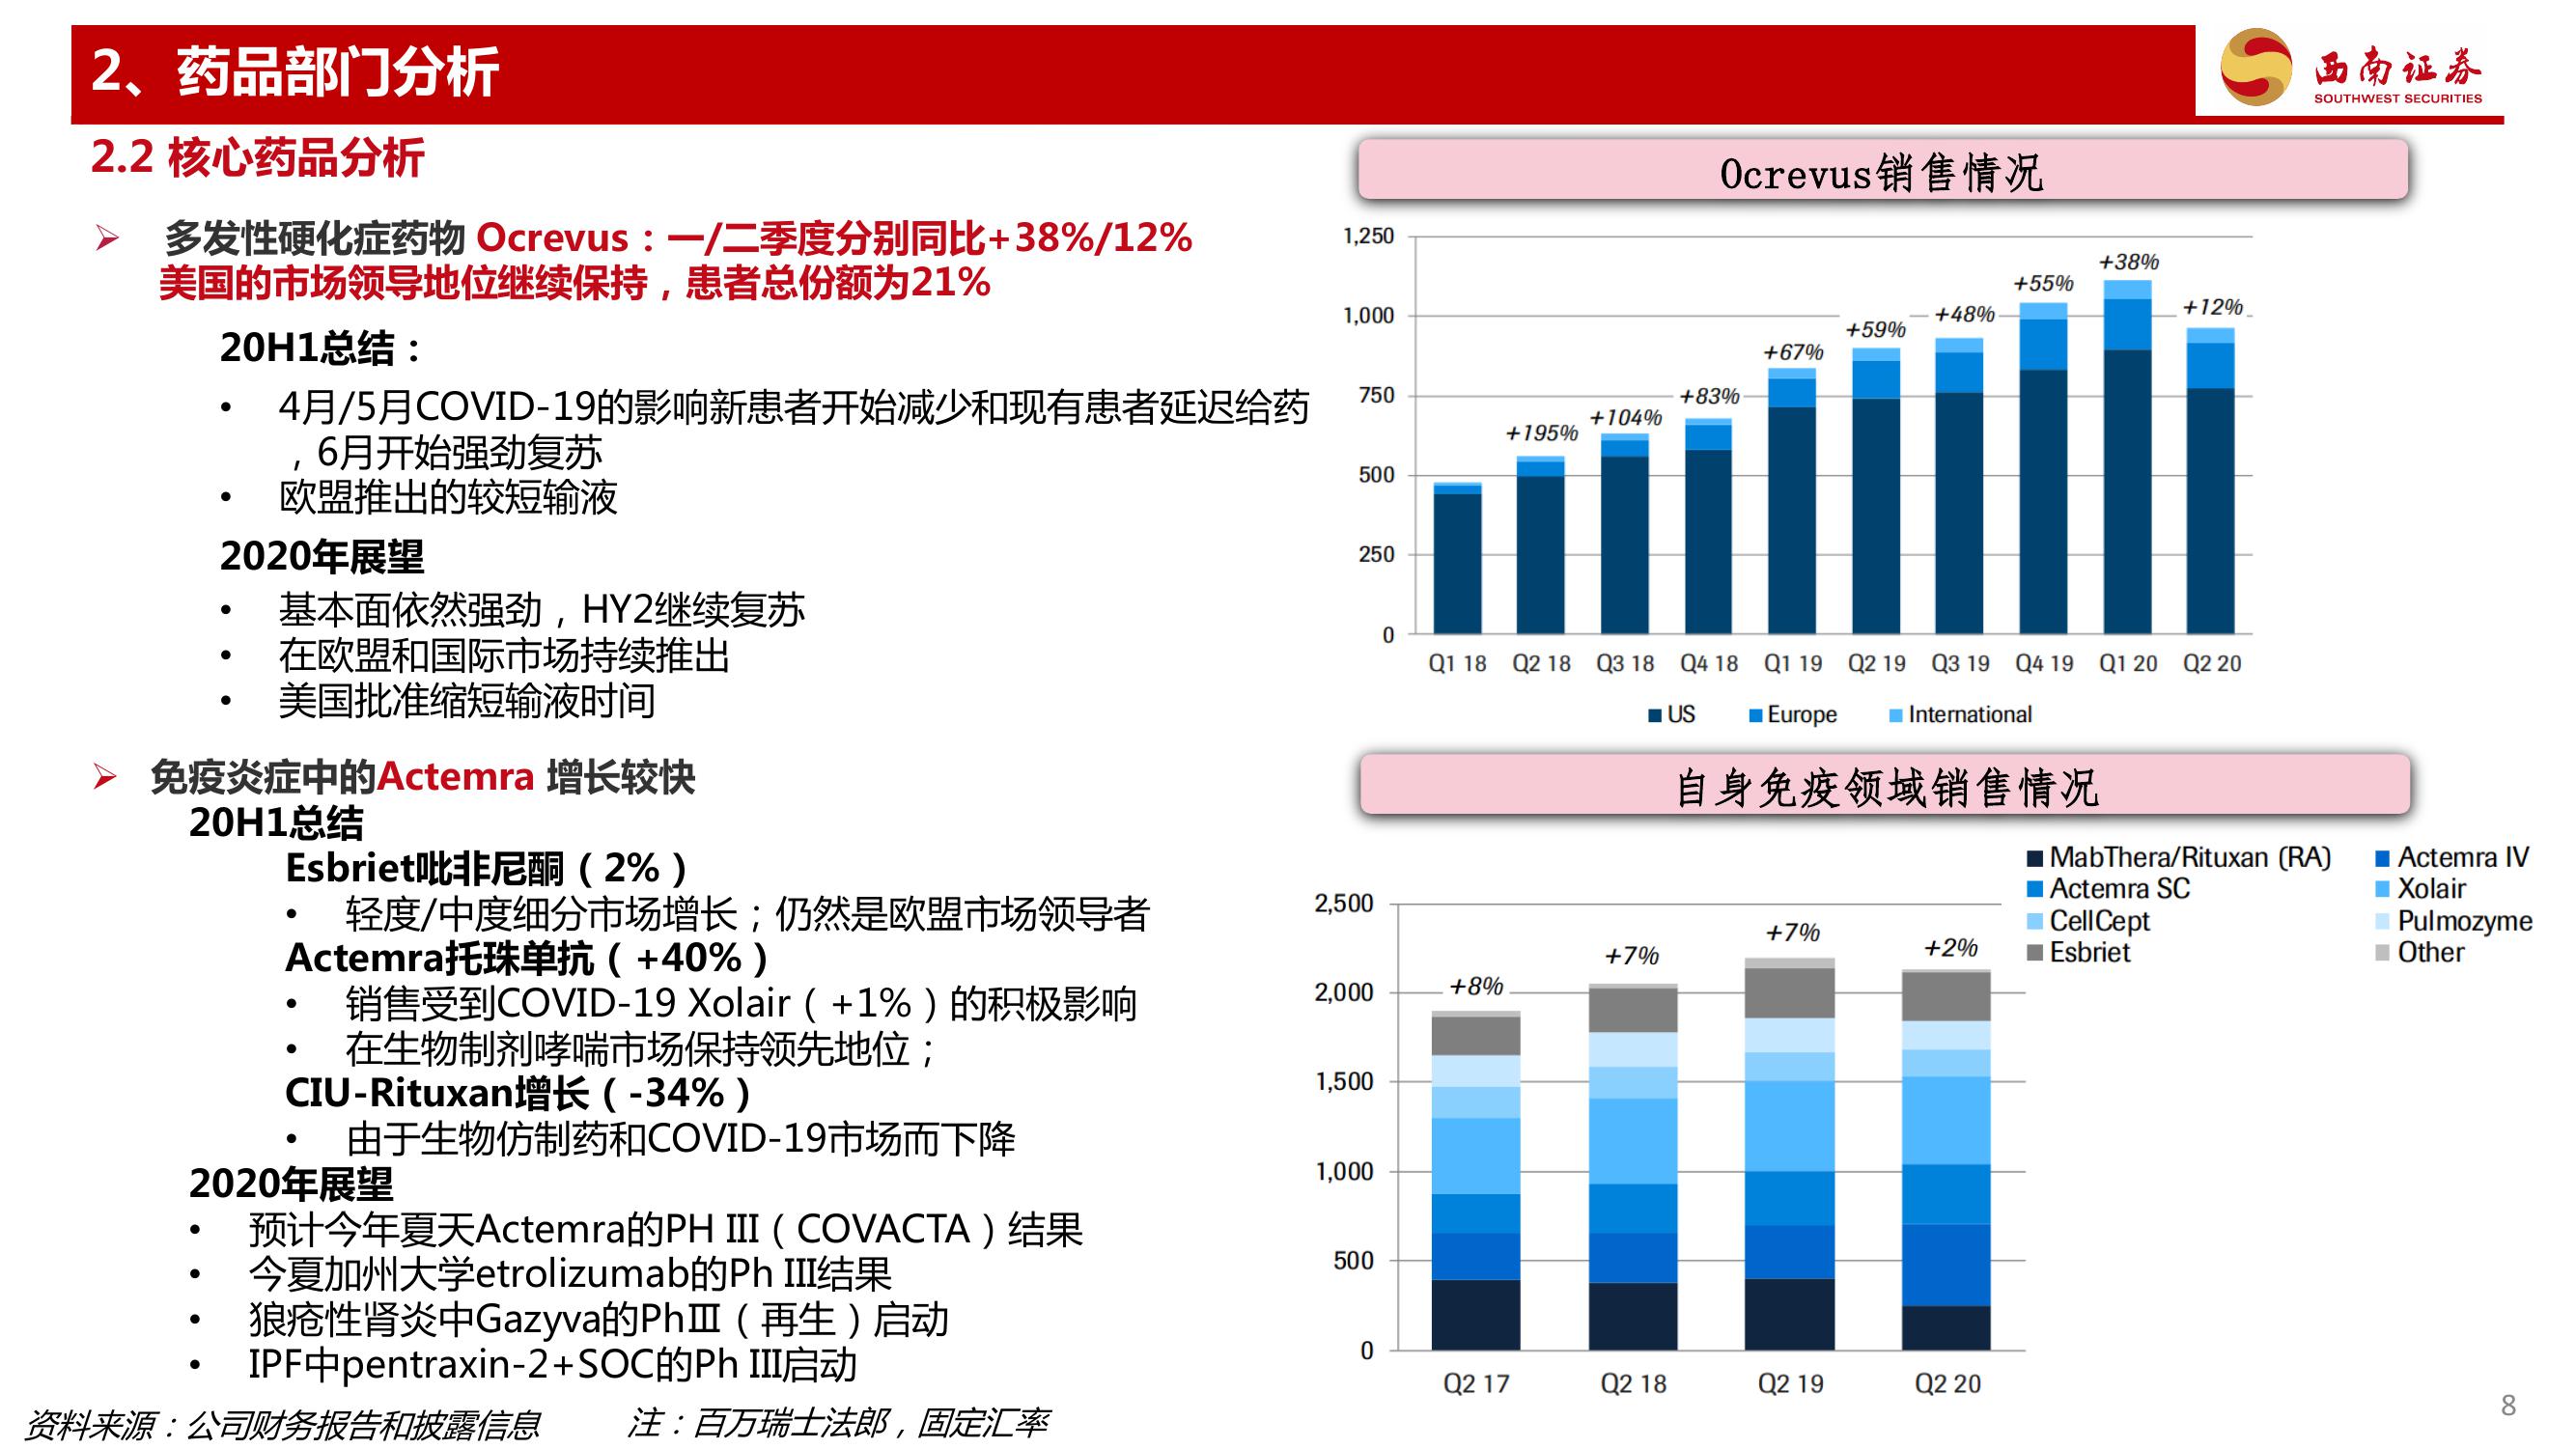 2、药品部门分析
西南证券
SOUTHWEST SECURITIES
2.2 核心药品分析
➢ 多发性硬化症药物 Ocrevus：一/二季度分别同比+38%/12%
美国的市场领导地位继续保持，患者总份额为21%
20H1总结：
• 4月/5月COVID-19的影响新患者开始减少和现有患者延迟给药
，6月开始强劲复苏
• 欧盟推出的较短输液
2020年展望
• 基本面依然强劲，HY2继续复苏
• 在欧盟和国际市场持续推出
• 美国批准缩短输液时间
➢ 免疫炎症中的Actemra 增长较快
20H1总结
Esbriet吡非尼酮（2%）
• 轻度/中度细分市场增长；仍然是欧盟市场领导者
Actemra托珠单抗（+40%）
• 销售受到COVID-19 Xolair（+1%）的积极影响
• 在生物制剂哮喘市场保持领先地位；
CIU-Rituxan增长（-34%）
• 由于生物仿制药和COVID-19市场而下降
2020年展望
• 预计今年夏天Actemra的PH III（COVACTA）结果
• 今夏加州大学etrolizumab的Ph III结果
• 狼疮性肾炎中Gazyva的PhⅢ（再生）启动
• IPF中pentraxin-2+SOC的Ph III启动
Ocrevus销售情况
1,250
1,000
750
500
250
0
+195%
+104%
+83%
+67%
+59%
+48%
+55%
+38%
+12%
Q1 18 Q2 18 Q3 18 Q4 18 Q1 19 Q2 19 Q3 19 Q4 19 Q1 20 Q2 20
US Europe International
自身免疫领域销售情况
MabThera/Rituxan (RA) Actemra IV
Actemra SC Xolair
CellCept Pulmozyme
Esbriet Other
2,500
2,000
1,500
1,000
500
0
+8%
+7%
+7%
+2%
Q2 17 Q2 18 Q2 19 Q2 20
资料来源：公司财务报告和披露信息 注：百万瑞士法郎，固定汇率
8